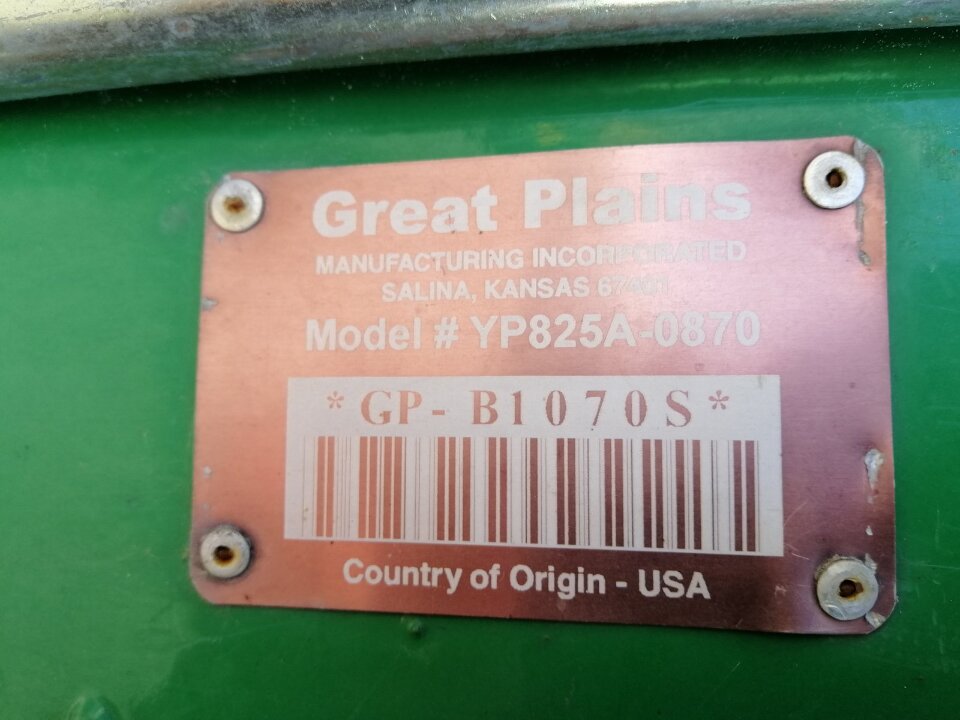 Great Plains
MANUFACTURING INCORPORATED
SALINA, KANSAS 67401
Model # YP825A-0870
*GP-B1070S*
Country of Origin - USA